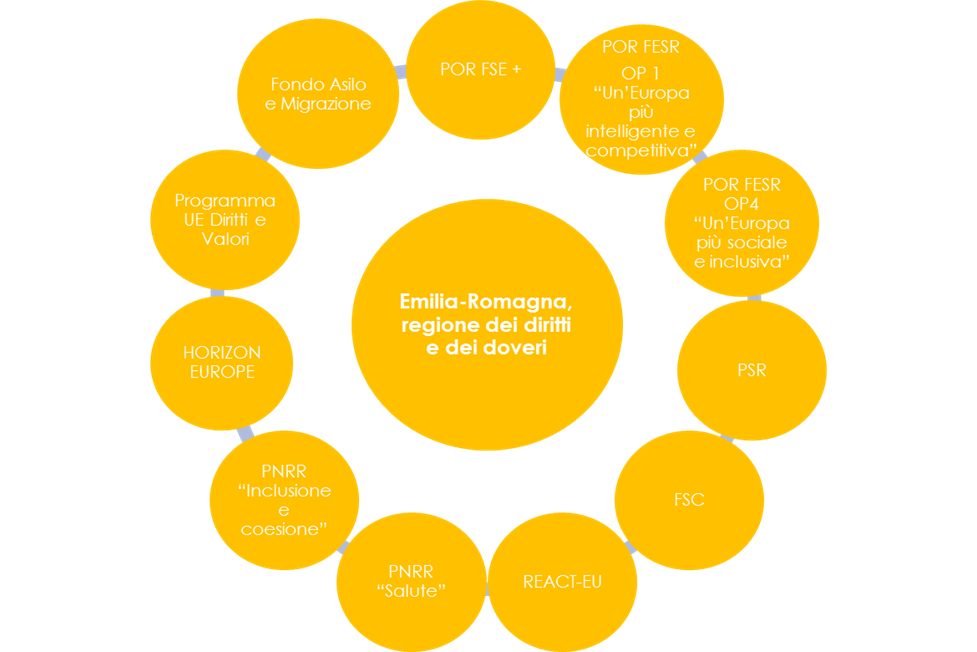 POR FSE +
POR FESR
OP 1
“Un’Europa
più
intelligente e
competitiva”
POR FESR
OP4
“Un’Europa
più sociale
e inclusiva”
PSR
FSC
REACT-EU
PNRR
“Salute”
PNRR
“Inclusione
e
coesione”
HORIZON
EUROPE
Programma
UE Diritti e
Valori
Fondo Asilo
e Migrazione
Emilia-Romagna,
regione dei diritti
e dei doveri